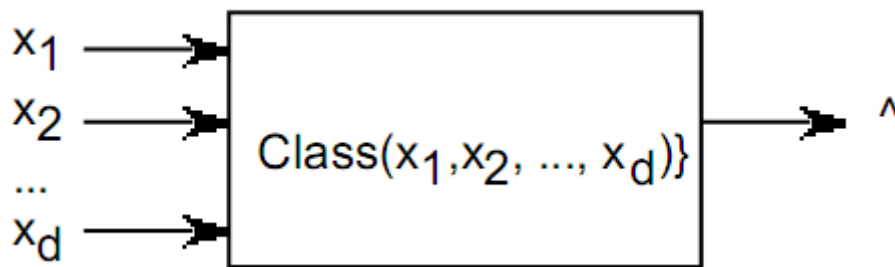 x1
x2
...
xd
Class(x1,x2, ..., xd)}
^